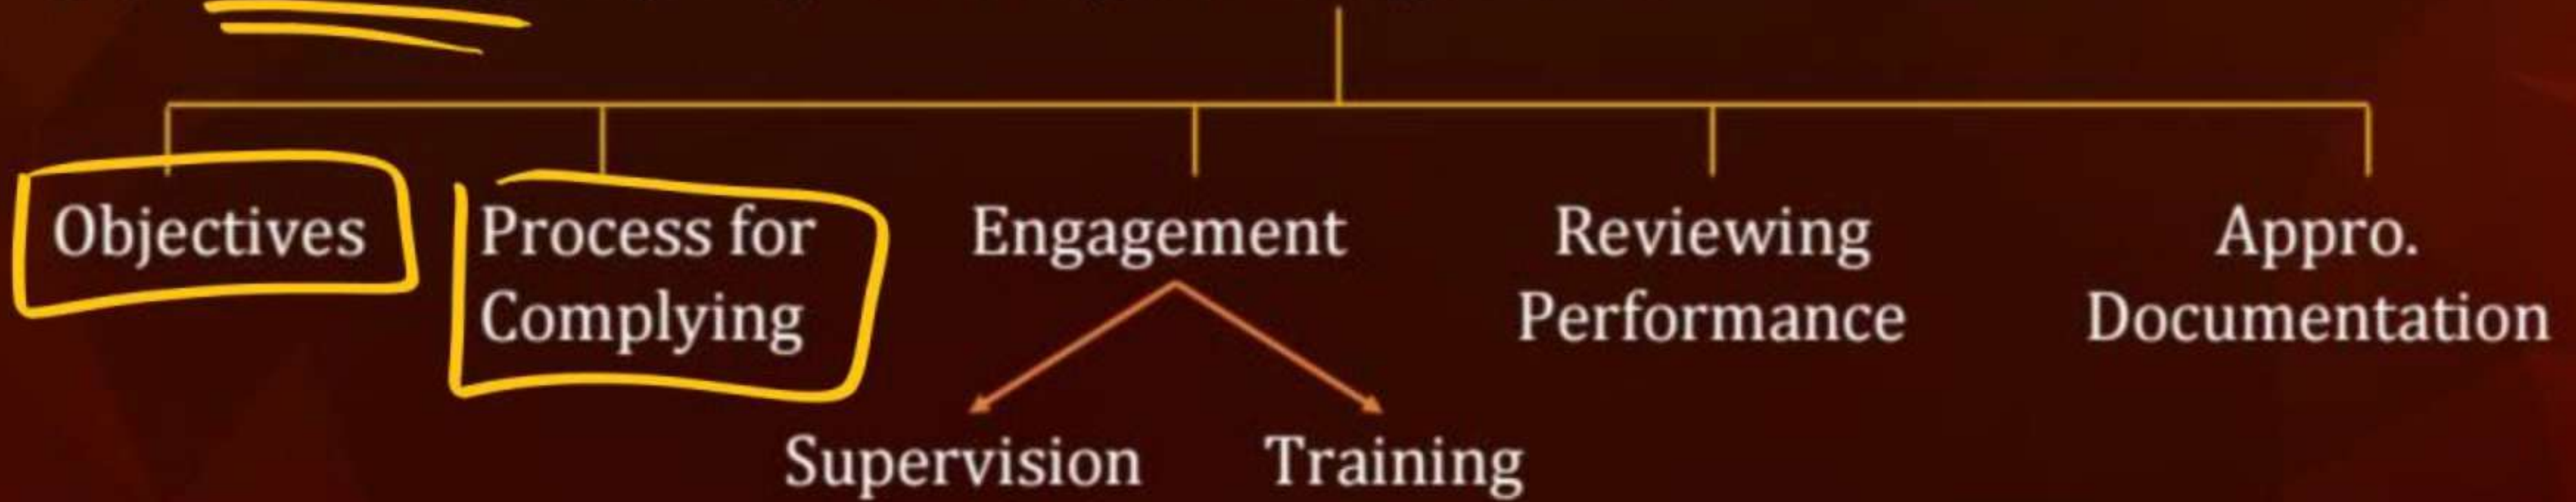 Objectives
Process for
Complying
Engagement
Reviewing
Performance
Appro.
Documentation
Supervision
Training